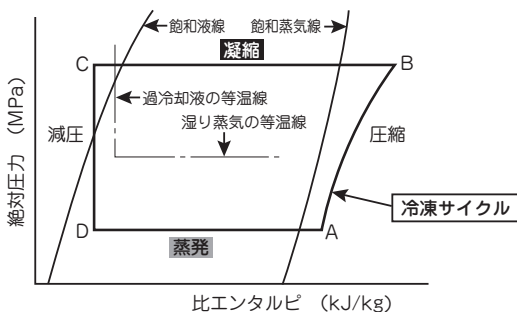 飽和液線
飽和蒸気線
凝縮
C
B
過冷却液の等温線
湿り蒸気の等温線
減圧
圧縮
絶対圧力 (MPa)
冷凍サイクル
D
A
蒸発
比エンタルピ (kJ/kg)